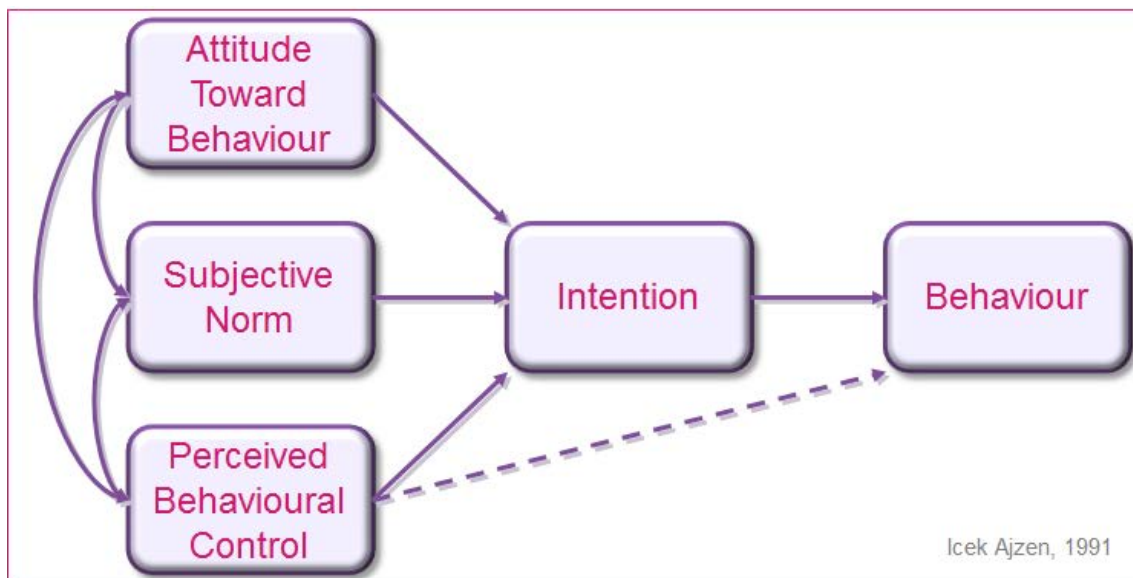 Attitude
Toward
Behaviour
Subjective
Norm
Intention
Behaviour
Perceived
Behavioural
Control
Icek Ajzen, 1991